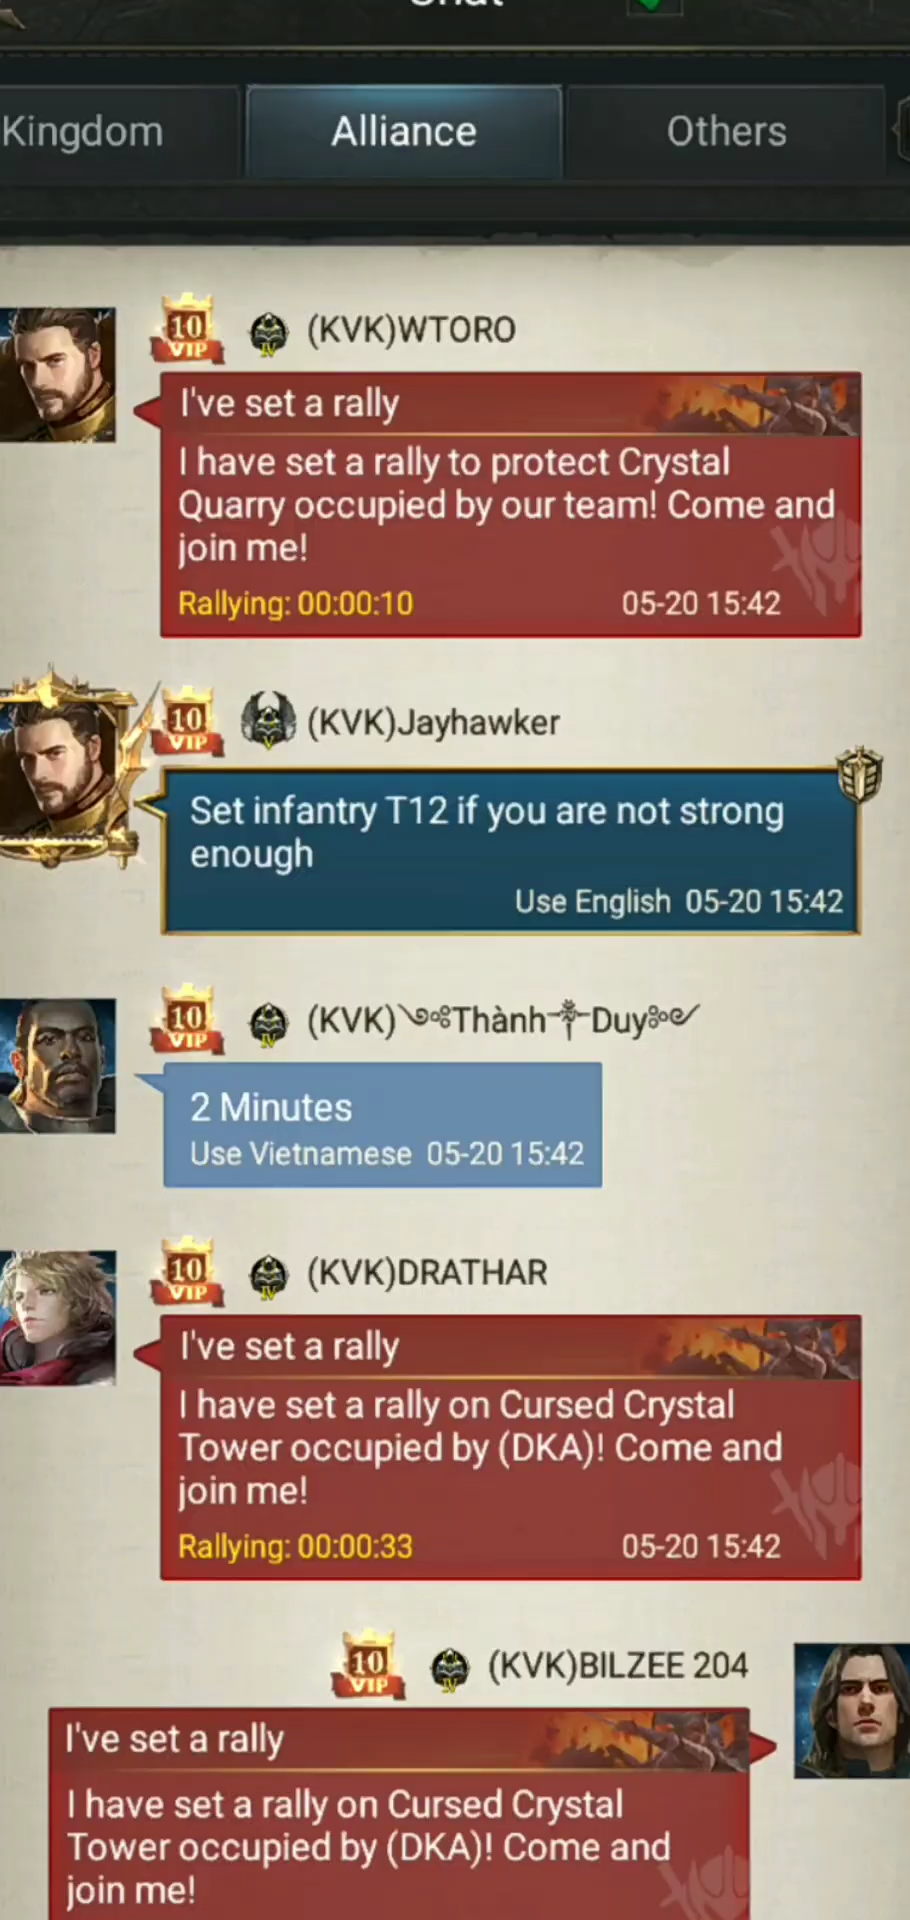 Chat
Kingdom
Alliance
Others
10
VIP
IV
(KVK)WTORO
I've set a rally
I have set a rally to protect Crystal
Quarry occupied by our team! Come and
join me!
Rallying: 00:00:10
05-20 15:42
10
VIP
V
(KVK)Jayhawker
Set infantry T12 if you are not strong
enough
Use English 05-20 15:42
10
VIP
IV
(KVK)༄༂Thành༒Duy༂࿐
2 Minutes
Use Vietnamese 05-20 15:42
10
VIP
IV
(KVK)DRATHAR
I've set a rally
I have set a rally on Cursed Crystal
Tower occupied by (DKA)! Come and
join me!
Rallying: 00:00:33
05-20 15:42
10
VIP
IV
(KVK)BILZEE 204
I've set a rally
I have set a rally on Cursed Crystal
Tower occupied by (DKA)! Come and
join me!